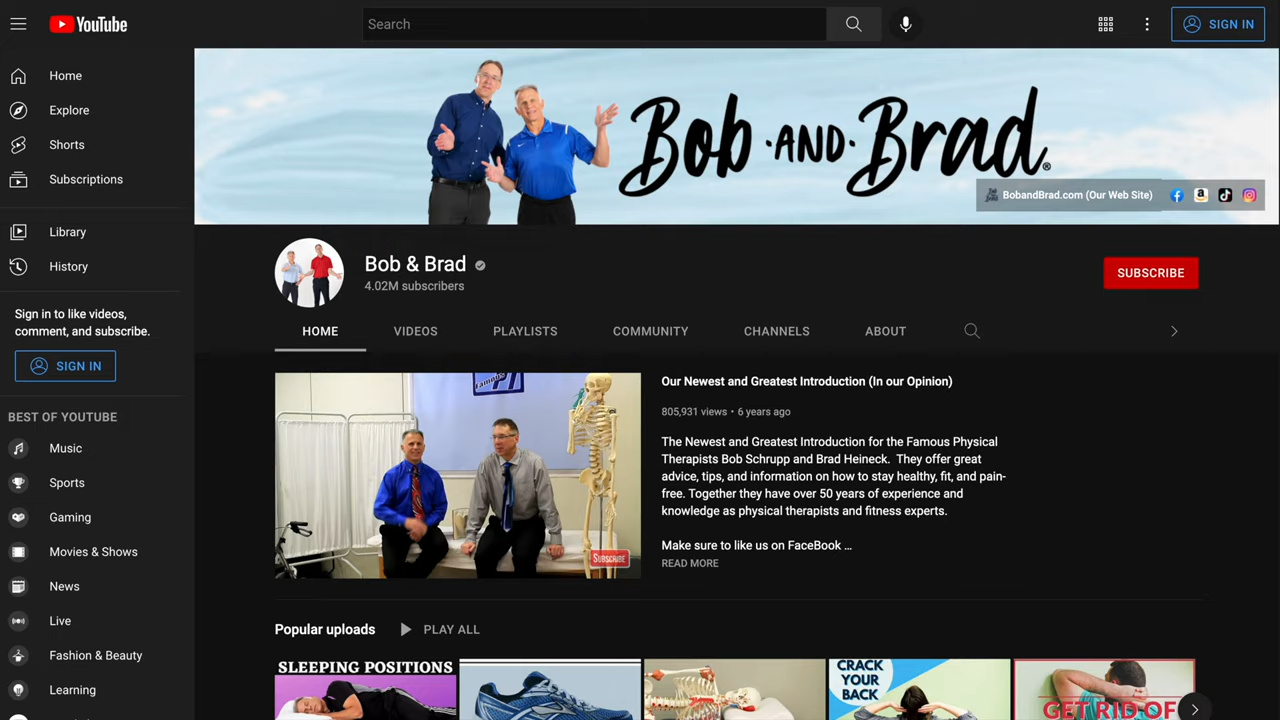 YouTube
Search
SIGN IN
Home
Explore
Shorts
Subscriptions
Library
History
Sign in to like videos,
comment, and subscribe.
SIGN IN
BEST OF YOUTUBE
Music
Sports
Gaming
Movies & Shows
News
Live
Fashion & Beauty
Learning
Bob·AND·Brad®
BobandBrad.com (Our Web Site)
Bob & Brad
4.02M subscribers
SUBSCRIBE
HOME
VIDEOS
PLAYLISTS
COMMUNITY
CHANNELS
ABOUT
SUBSCRIBE
Our Newest and Greatest Introduction (In our Opinion)
805,931 views • 6 years ago
The Newest and Greatest Introduction for the Famous Physical
Therapists Bob Schrupp and Brad Heineck. They offer great
advice, tips, and information on how to stay healthy, fit, and pain-
free. Together they have over 50 years of experience and
knowledge as physical therapists and fitness experts.
Make sure to like us on FaceBook ...
READ MORE
Popular uploads
PLAY ALL
SLEEPING POSITIONS
CRACK
YOUR
BACK
GET RID OF